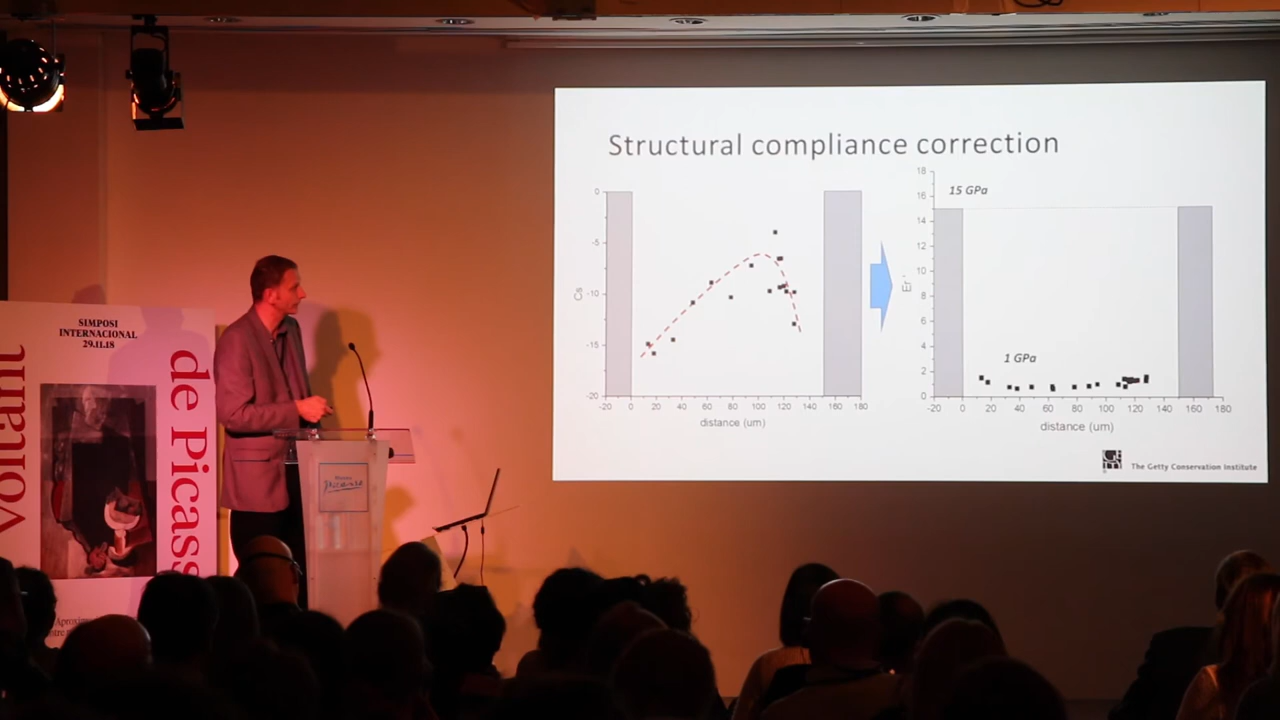 Structural compliance correction
0
-5
-10
-15
-20
Cs
-20 0 20 40 60 80 100 120 140 160 180
distance (um)
18
16
14
12
10
8
6
4
2
0
Er'
15 GPa
1 GPa
-20 0 20 40 60 80 100 120 140 160 180
distance (um)
The Getty Conservation Institute
SIMPOSI
INTERNACIONAL
29.11.18
voltant
de Picass